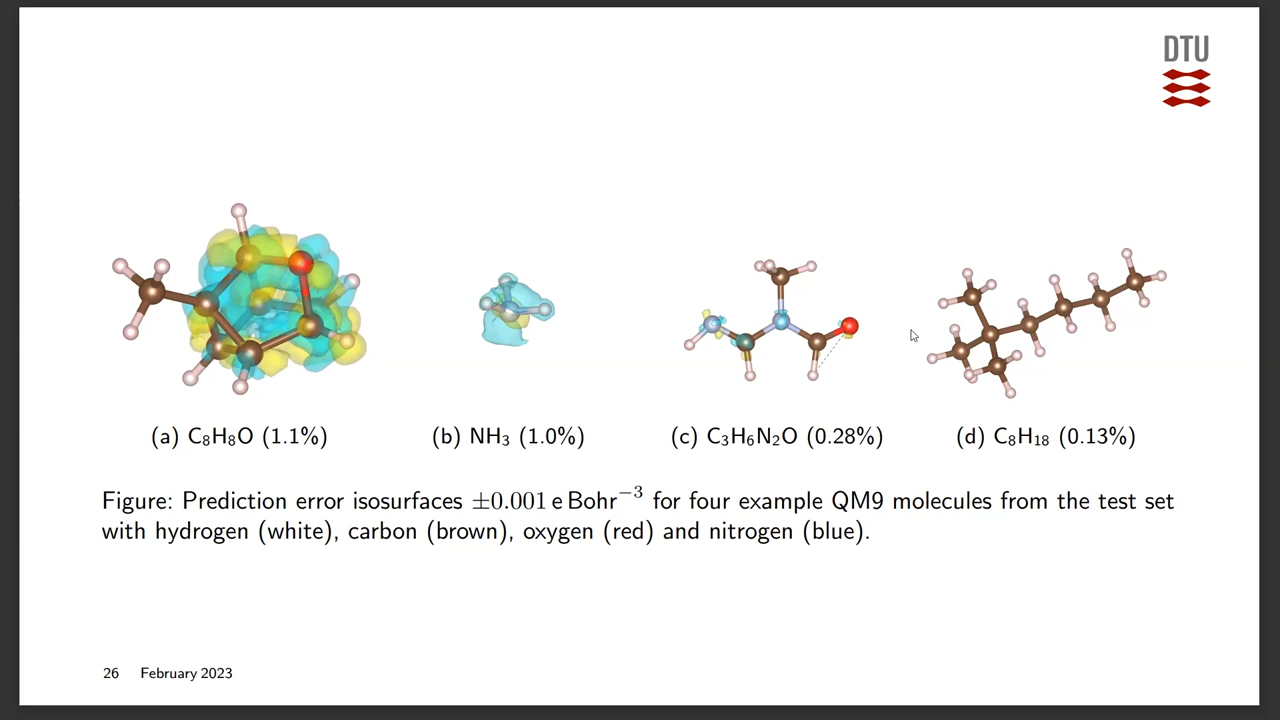 DTU
(a) C₈H₈O (1.1%)
(b) NH₃ (1.0%)
(c) C₃H₆N₂O (0.28%)
(d) C₈H₁₈ (0.13%)
Figure: Prediction error isosurfaces ±0.001 e Bohr⁻³ for four example QM9 molecules from the test set
with hydrogen (white), carbon (brown), oxygen (red) and nitrogen (blue).
26 February 2023